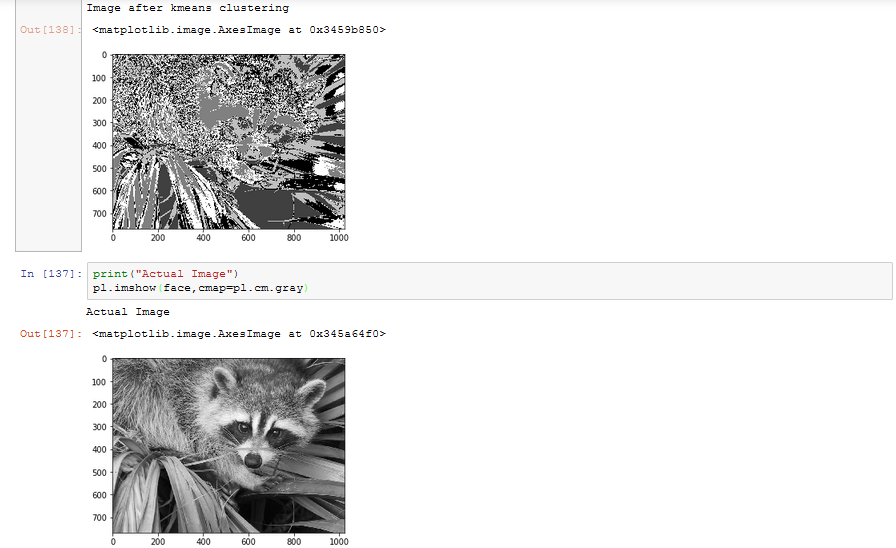 Image after kmeans clustering
Out[138]: <matplotlib.image.AxesImage at 0x3459b850>
0
100
200
300
400
500
600
700
0 200 400 600 800 1000
In [137]: print("Actual Image")
pl.imshow(face,cmap=pl.cm.gray)
Actual Image
Out[137]: <matplotlib.image.AxesImage at 0x345a64f0>
0
100
200
300
400
500
600
700
0 200 400 600 800 1000